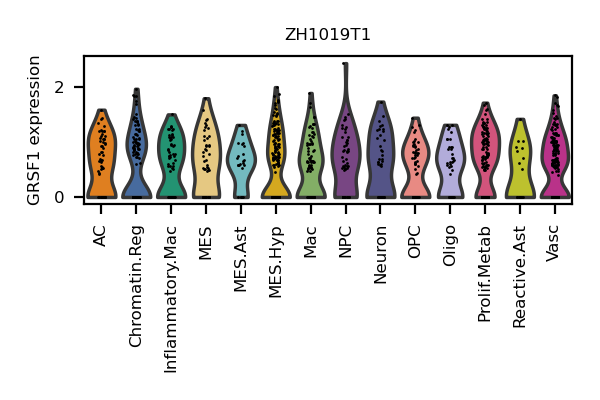 ZH1019T1
GRSF1 expression
2
0
AC
Chromatin.Reg
Inflammatory.Mac
MES
MES.Ast
MES.Hyp
Mac
NPC
Neuron
OPC
Oligo
Prolif.Metab
Reactive.Ast
Vasc